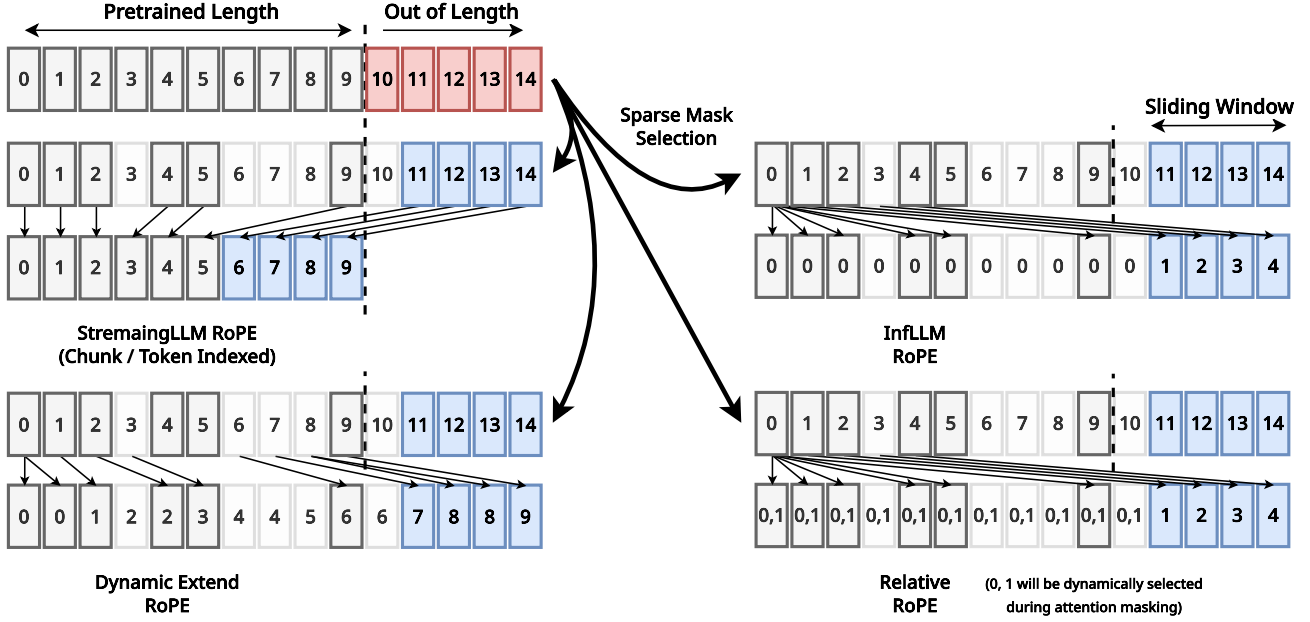 Pretrained Length Out of Length
0 1 2 3 4 5 6 7 8 9 10 11 12 13 14
Sparse Mask
Selection
Sliding Window
0 1 2 3 4 5 6 7 8 9 10 11 12 13 14
0 1 2 3 4 5 6 7 8 9
StremaingLLM RoPE
(Chunk / Token Indexed)
0 1 2 3 4 5 6 7 8 9 10 11 12 13 14
0 0 0 0 0 0 0 0 0 0 0 1 2 3 4
InfLLM
RoPE
0 1 2 3 4 5 6 7 8 9 10 11 12 13 14
0 0 1 2 2 3 4 4 5 6 6 7 8 8 9
Dynamic Extend
RoPE
0 1 2 3 4 5 6 7 8 9 10 11 12 13 14
0,1 0,1 0,1 0,1 0,1 0,1 0,1 0,1 0,1 0,1 0,1 1 2 3 4
Relative
RoPE
(0, 1 will be dynamically selected
during attention masking)